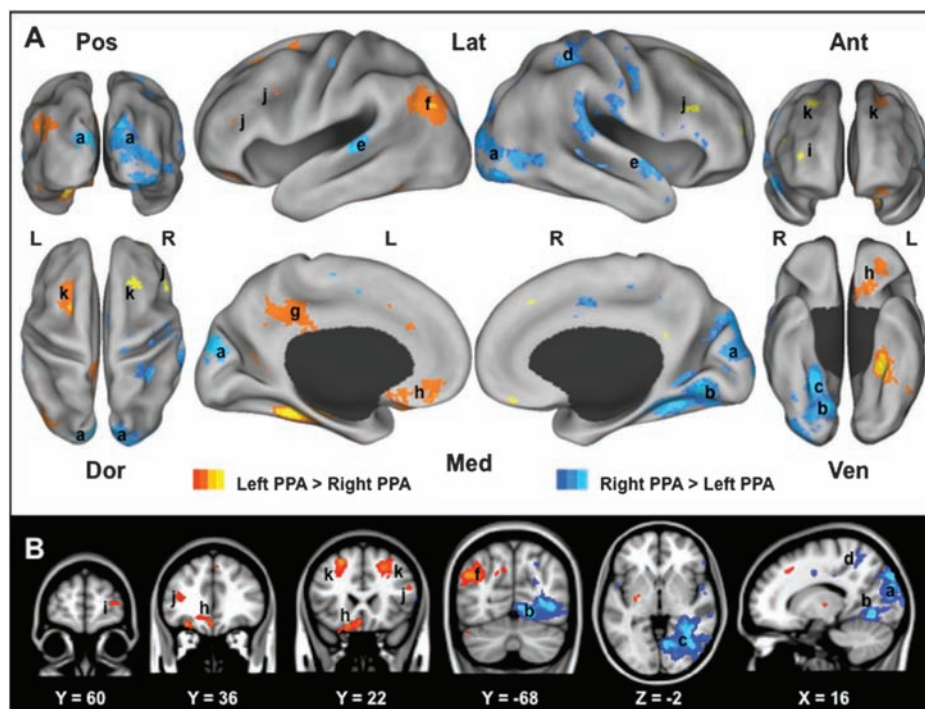 A
Pos Lat Ant
a a j j f e d a e j k k i
L R L R R L
k k j a a
a g h
a b
h c b
Dor Med Ven
Left PPA > Right PPA Right PPA > Left PPA
B
i j h k k j h f b c d a b
Y = 60 Y = 36 Y = 22 Y = -68 Z = -2 X = 16